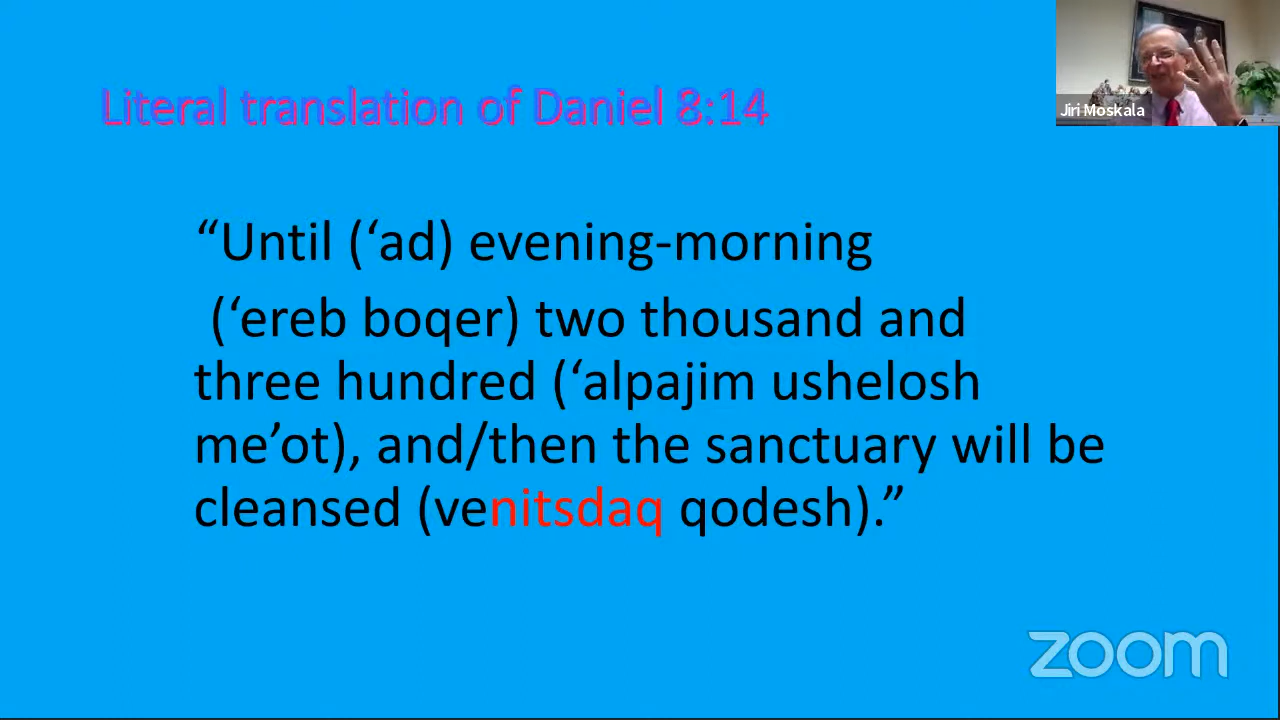 Literal translation of Daniel 8:14
Jiri Moskala
“Until (‘ad) evening-morning
(‘ereb boqer) two thousand and
three hundred (‘alpajim ushelosh
me’ot), and/then the sanctuary will be
cleansed (venitsdaq qodesh).”
zoom